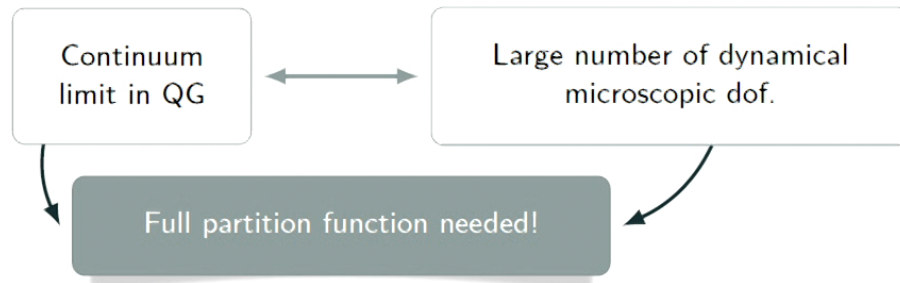 Continuum
limit in QG
Large number of dynamical
microscopic dof.
Full partition function needed!